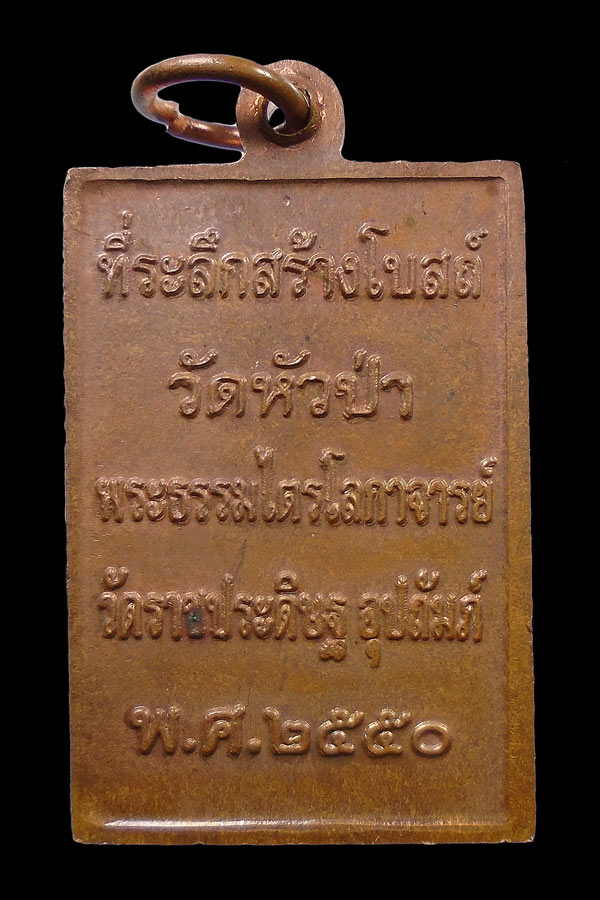 ที่ระลึกสร้างโบสถ์
วัดหัวป่า
พระธรรมไตรโลกาจารย์
วัดราชประดิษฐ อุปถัมภ์
พ.ศ.๒๕๕๐